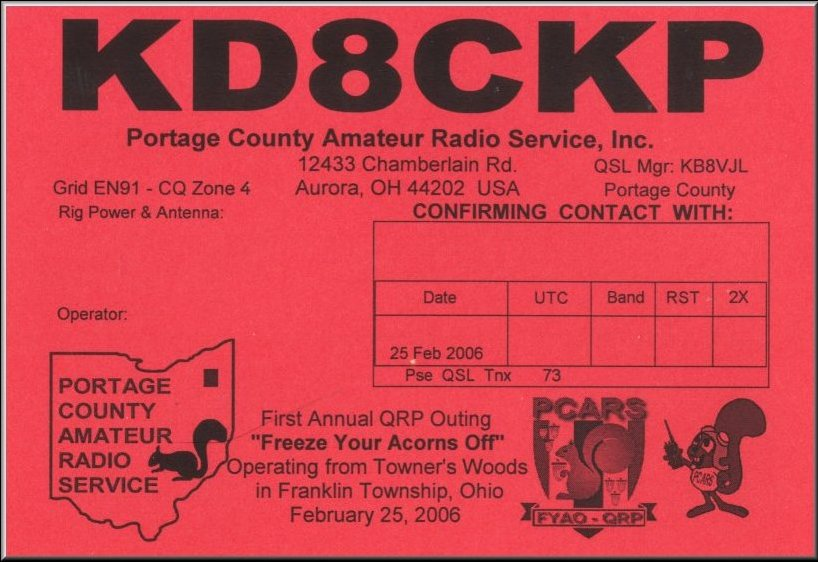 KD8CKP
Portage County Amateur Radio Service, Inc.
12433 Chamberlain Rd.
QSL Mgr: KB8VJL
Grid EN91 - CQ Zone 4
Aurora, OH 44202 USA
Portage County
Rig Power & Antenna:
CONFIRMING CONTACT WITH:
Date UTC Band RST 2X
Operator:
25 Feb 2006
Pse QSL Tnx 73
PORTAGE
COUNTY
AMATEUR
RADIO
SERVICE
First Annual QRP Outing
"Freeze Your Acorns Off"
Operating from Towner's Woods
in Franklin Township, Ohio
February 25, 2006
PCARS
FYAO - QRP
PCARS